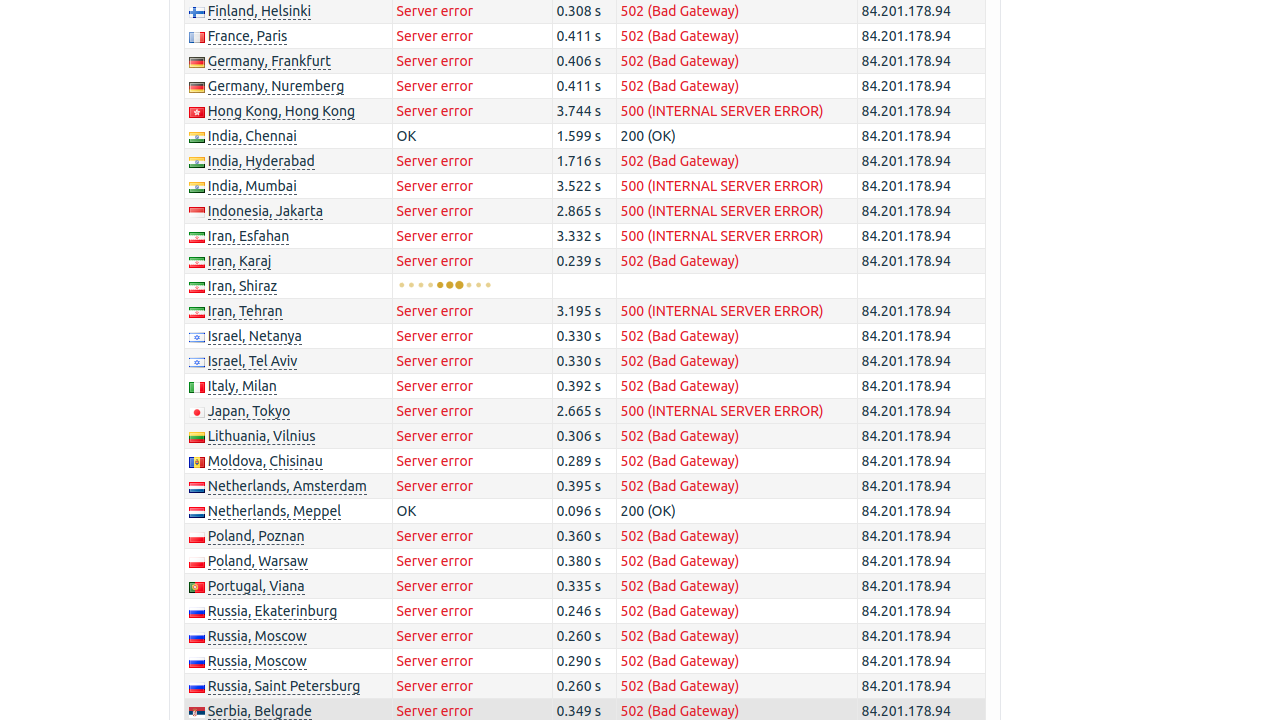 Finland, Helsinki Server error 0.308 s 502 (Bad Gateway) 84.201.178.94
France, Paris Server error 0.411 s 502 (Bad Gateway) 84.201.178.94
Germany, Frankfurt Server error 0.406 s 502 (Bad Gateway) 84.201.178.94
Germany, Nuremberg Server error 0.411 s 502 (Bad Gateway) 84.201.178.94
Hong Kong, Hong Kong Server error 3.744 s 500 (INTERNAL SERVER ERROR) 84.201.178.94
India, Chennai OK 1.599 s 200 (OK) 84.201.178.94
India, Hyderabad Server error 1.716 s 502 (Bad Gateway) 84.201.178.94
India, Mumbai Server error 3.522 s 500 (INTERNAL SERVER ERROR) 84.201.178.94
Indonesia, Jakarta Server error 2.865 s 500 (INTERNAL SERVER ERROR) 84.201.178.94
Iran, Esfahan Server error 3.332 s 500 (INTERNAL SERVER ERROR) 84.201.178.94
Iran, Karaj Server error 0.239 s 502 (Bad Gateway) 84.201.178.94
Iran, Shiraz
Iran, Tehran Server error 3.195 s 500 (INTERNAL SERVER ERROR) 84.201.178.94
Israel, Netanya Server error 0.330 s 502 (Bad Gateway) 84.201.178.94
Israel, Tel Aviv Server error 0.330 s 502 (Bad Gateway) 84.201.178.94
Italy, Milan Server error 0.392 s 502 (Bad Gateway) 84.201.178.94
Japan, Tokyo Server error 2.665 s 500 (INTERNAL SERVER ERROR) 84.201.178.94
Lithuania, Vilnius Server error 0.306 s 502 (Bad Gateway) 84.201.178.94
Moldova, Chisinau Server error 0.289 s 502 (Bad Gateway) 84.201.178.94
Netherlands, Amsterdam Server error 0.395 s 502 (Bad Gateway) 84.201.178.94
Netherlands, Meppel OK 0.096 s 200 (OK) 84.201.178.94
Poland, Poznan Server error 0.360 s 502 (Bad Gateway) 84.201.178.94
Poland, Warsaw Server error 0.380 s 502 (Bad Gateway) 84.201.178.94
Portugal, Viana Server error 0.335 s 502 (Bad Gateway) 84.201.178.94
Russia, Ekaterinburg Server error 0.246 s 502 (Bad Gateway) 84.201.178.94
Russia, Moscow Server error 0.260 s 502 (Bad Gateway) 84.201.178.94
Russia, Moscow Server error 0.290 s 502 (Bad Gateway) 84.201.178.94
Russia, Saint Petersburg Server error 0.260 s 502 (Bad Gateway) 84.201.178.94
Serbia, Belgrade Server error 0.349 s 502 (Bad Gateway) 84.201.178.94